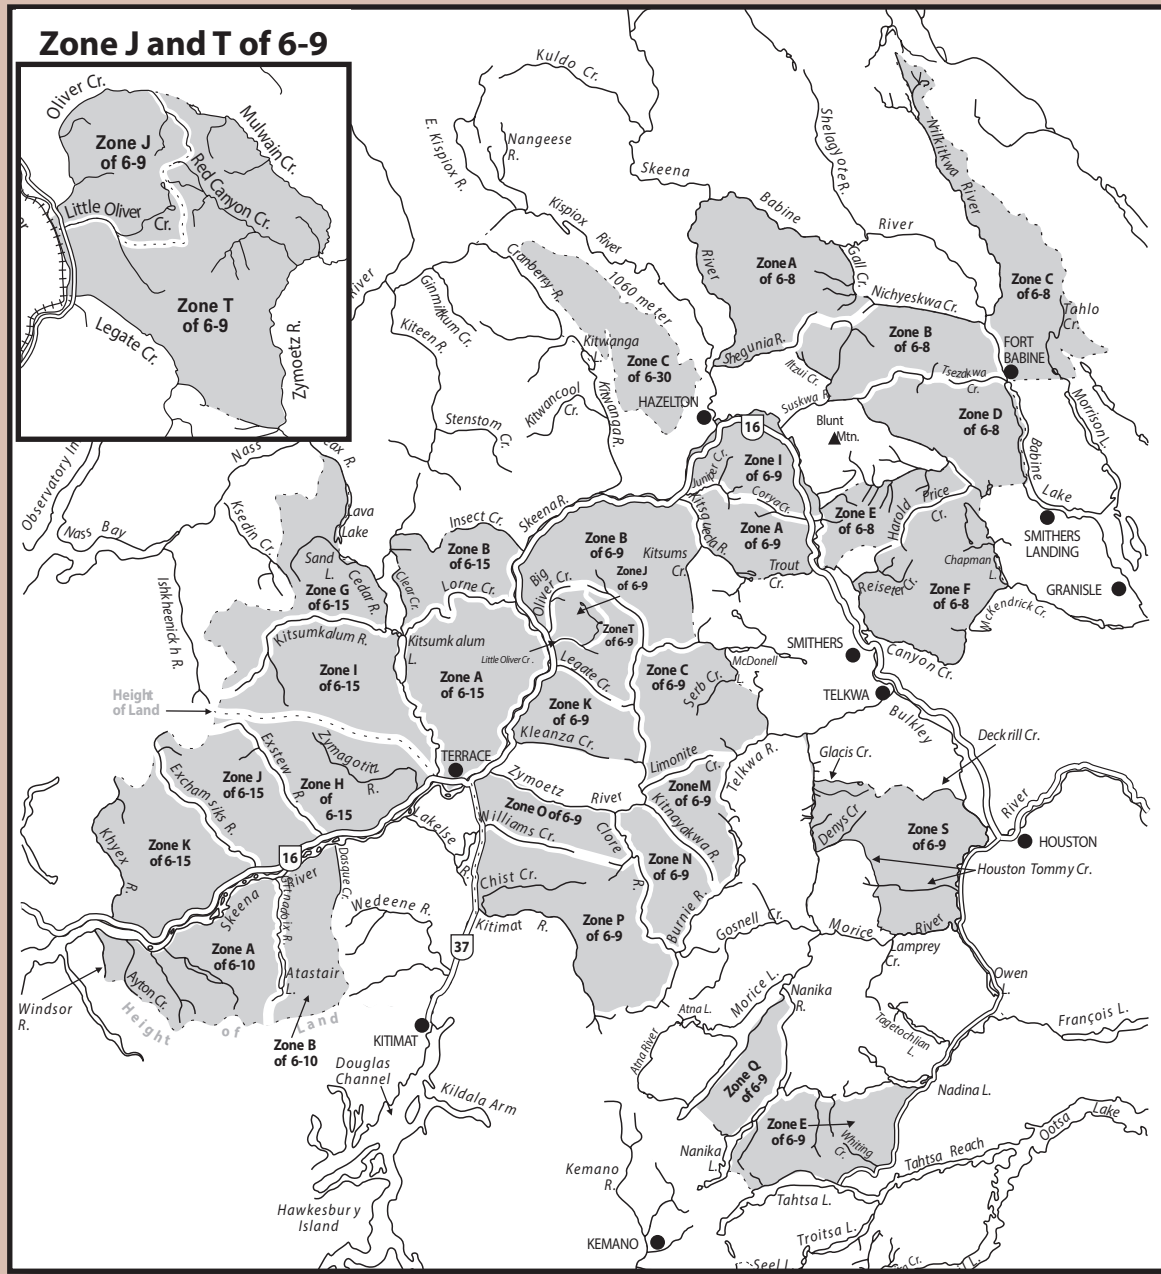 Zone J and T of 6-9
Oliver Cr.
Mulwain Cr.
Zone J
of 6-9
Red Canyon Cr.
Little Oliver
Cr.
Zone T
of 6-9
Legate Cr.
Zymoetz R.
Kuldo Cr.
E. Kispiox R.
Nangeese
R.
Skeena
Shelagyote R.
Nilkitkwa River
Babine
River
Kispiox
River
River
Cranberry R.
1060 meter
River
Zone A
of 6-8
Gail Cr.
Nichyeskwa Cr.
Zone C
of 6-8
Tahlo
Cr.
Ginmilkum Cr.
Kiteen R.
Kitwanga
L.
Zone C
of 6-30
Shegunia R.
Zone B
of 6-8
FORT
BABINE
Iltzui Cr.
Tsezakwa
Cr.
Kitwancool
Cr.
Kitwanga R.
HAZELTON
Suskwa R.
Morrison L.
Stenstom
Cr.
16
Blunt
Mtn.
Zone D
of 6-8
Observatory In
Nass
ax R.
Zone I
of 6-9
Juniper Cr.
Babine
Lake
Nass Bay
Ksedin Cr.
Lava
Lake
Insect Cr.
Skeena R.
Corya Cr.
Kitseguecla R.
Zone A
of 6-9
Zone E
of 6-8
Harold
Price
Cr.
SMITHERS
LANDING
Ishkheenickh R.
Sand
L.
Cedar R.
Zone G
of 6-15
Zone B
of 6-15
Clear Cr.
Lorne Cr.
Zone B
of 6-9
Kitsums
Cr.
Zone J
of 6-9
Big
Oliver Cr.
Trout
Cr.
Reiseter Cr.
Chapman
L.
Zone F
of 6-8
GRANISLE
McKendrick Cr.
Kitsumkalum R.
Kitsumkalum
L.
Zone T
of 6-9
Little Oliver Cr.
SMITHERS
Canyon Cr.
Height
of Land
Zone I
of 6-15
Zone A
of 6-15
Legate Cr.
Zone C
of 6-9
McDonell
L.
Serb Cr.
TELKWA
Zone K
of 6-9
Kleanza Cr.
Bulkley
Deckrill Cr.
Exstew
R.
Zymagotitz
R.
TERRACE
Limonite
Cr.
Telkwa R.
Glacis Cr.
Exchamsiks R.
Zone J
of 6-15
Zone H
of
6-15
Zymoetz
River
Zone M
of 6-9
River
Khyex
R.
Zone K
of 6-15
Lakelse
R.
Zone O of 6-9
Williams Cr.
Clore
R.
Kitnayakwa R.
Denys Cr
Zone S
of 6-9
HOUSTON
16
Dasque Cr.
Zone N
of 6-9
Houston Tommy Cr.
Skeena
River
Gitnadoix R
Chist Cr.
Wedeene R.
Kitimat R.
Zone P
of 6-9
Burnie R.
Gosnell Cr.
Morice
River
Zone A
of 6-10
37
Lamprey
Cr.
Windsor
R.
Ayton Cr.
Atastair
L.
Owen
L.
Height of Land
Atna L.
Morice L.
Nanika
R.
Zone B
of 6-10
KITIMAT
Tagetochlian
L.
François L.
Atna River
Douglas
Channel
Kildala Arm
Zone Q
of 6-9
Nadina L.
Zone E
of 6-9
Whiting
Cr.
Ootsa Lake
Nanika
L.
Tahtsa Reach
Kemano
R.
Tahtsa L.
Hawkesbury
Island
Troitsa L.
KEMANO
Seel L.
Cr.